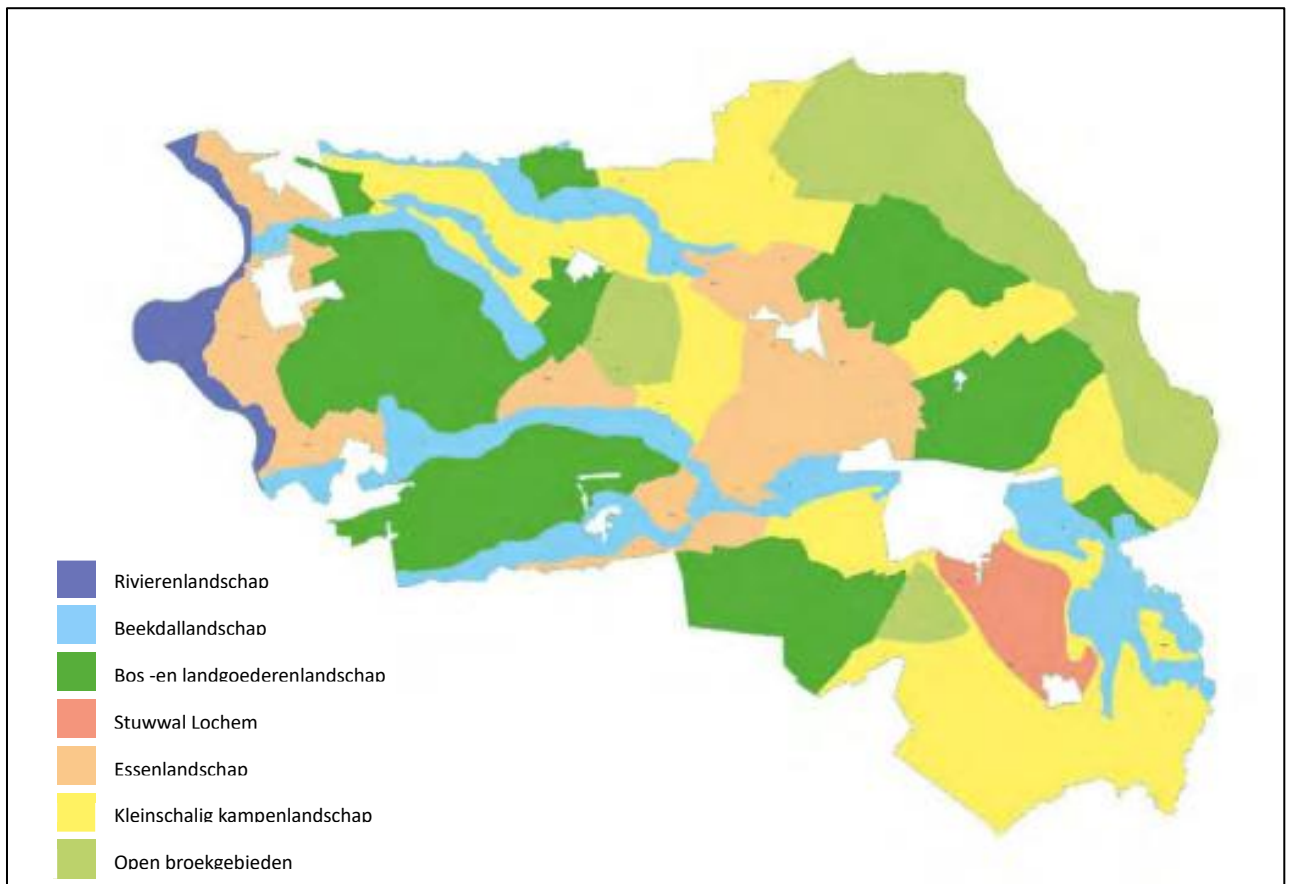 Rivierenlandschap
Beekdallandschap
Bos -en landgoederenlandschap
Stuwwal Lochem
Essenlandschap
Kleinschalig kampenlandschap
Open broekgebieden